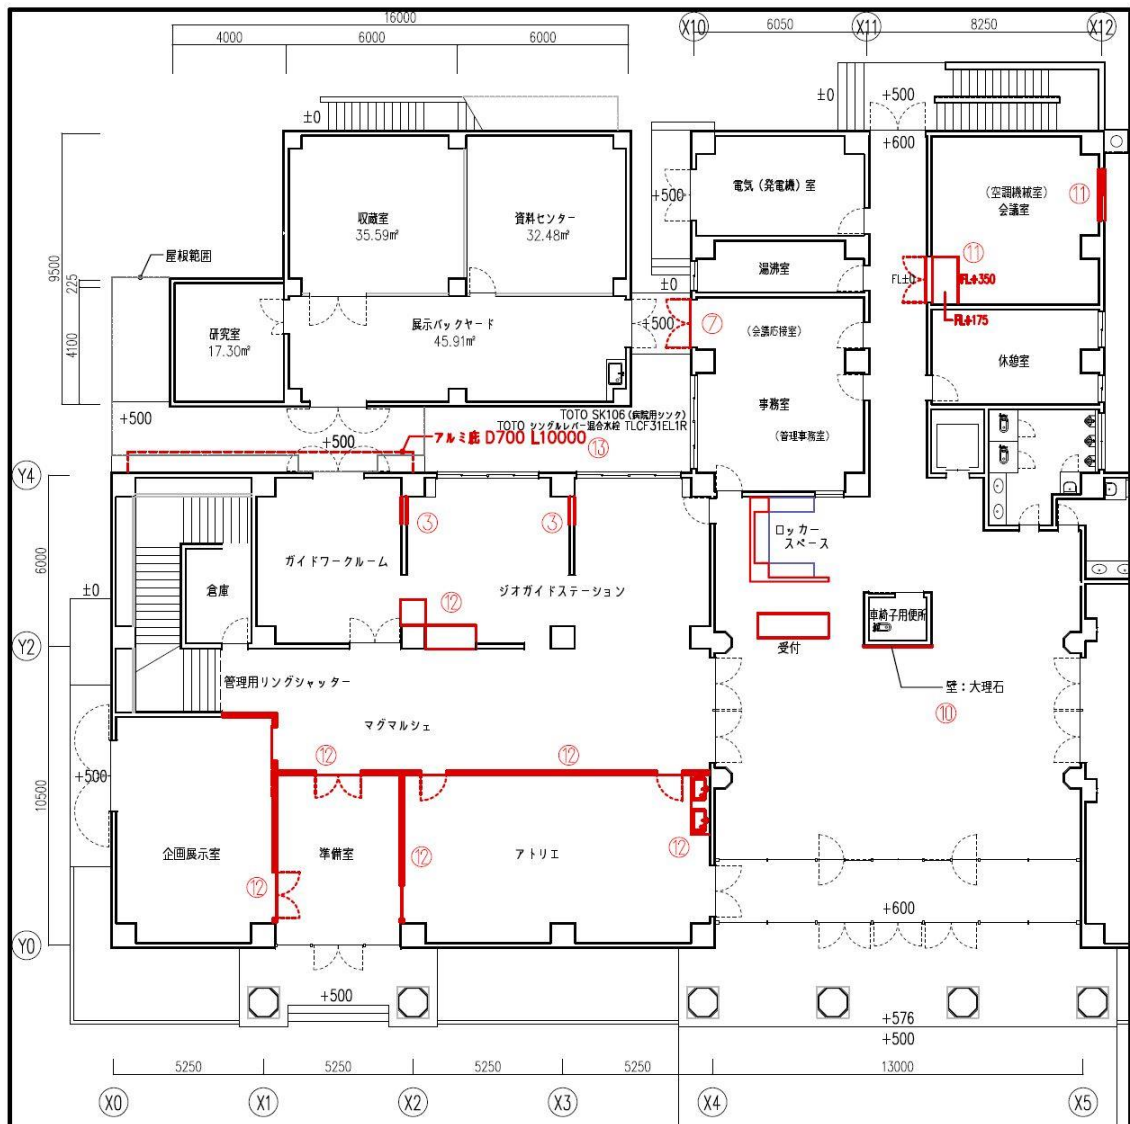 16000
4000
6000
6000
X10
6050
X11
8250
X12
±0
+500
±0
+500
+600
収蔵室
35.59㎡
資料センター
32.48㎡
電気（発電機）室
+500
（空調機械室）
会議室
⑪
9500
屋根範囲
湯沸室
⑪
FL±0
FL+350
225
±0
FL+175
研究室
17.30㎡
展示バックヤード
45.91㎡
+500
⑦
（会議応接室）
4100
休憩室
事務室
+500
TOTO SK106（病院用シンク）
TOTO シングルレバー混合水栓 TLCF31EL1R
+500
アルミ庇 D700 L10000
⑬
（管理事務室）
Y4
③
③
ロッカー
スペース
6000
ガイドワークルーム
±0
倉庫
ジオガイドステーション
⑫
車椅子用便所
Y2
受付
管理用リングシャッター
壁：大理石
⑩
マグマルシェ
⑫
⑫
+500
10500
企画展示室
準備室
アトリエ
⑫
⑫
⑫
+600
Y0
+500
+576
+500
5250
5250
5250
5250
13000
X0
X1
X2
X3
X4
X5